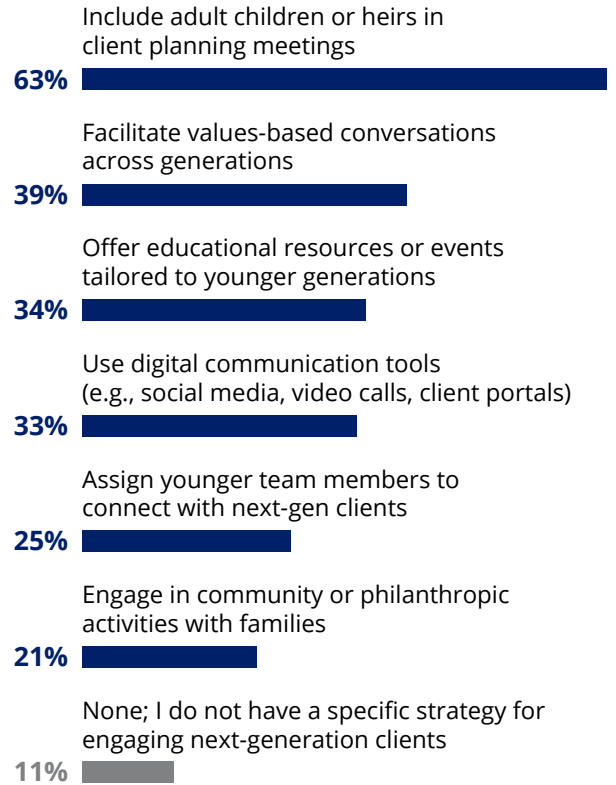 Include adult children or heirs in
client planning meetings
63%
Facilitate values-based conversations
across generations
39%
Offer educational resources or events
tailored to younger generations
34%
Use digital communication tools
(e.g., social media, video calls, client portals)
33%
Assign younger team members to
connect with next-gen clients
25%
Engage in community or philanthropic
activities with families
21%
None; I do not have a specific strategy for
engaging next-generation clients
11%